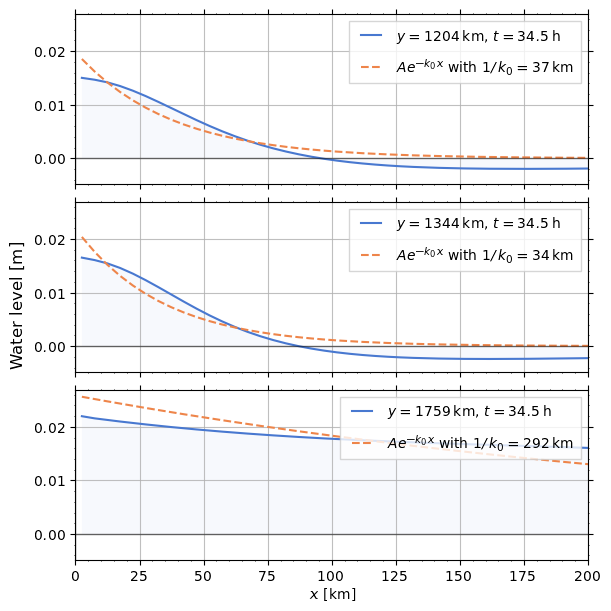 0.02
0.01
0.00
y = 1204 km, t = 34.5 h
Ae^{-k_0x} with 1/k_0 = 37 km
0.02
0.01
0.00
y = 1344 km, t = 34.5 h
Ae^{-k_0x} with 1/k_0 = 34 km
Water level [m]
0.02
0.01
0.00
y = 1759 km, t = 34.5 h
Ae^{-k_0x} with 1/k_0 = 292 km
0 25 50 75 100 125 150 175 200
x [km]